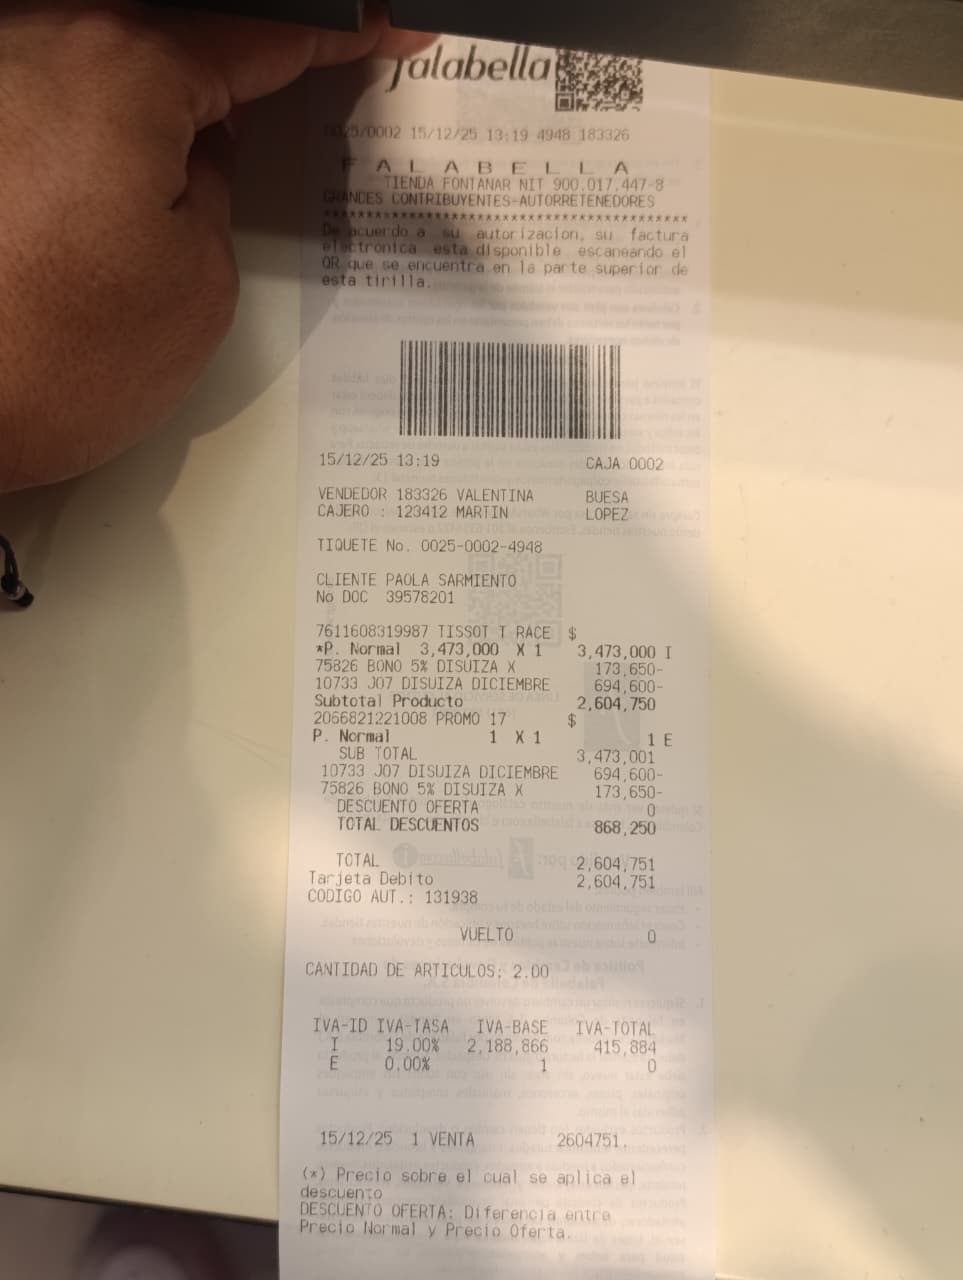 falabella
0025/0002 15/12/25 13:19 4948 183326
F A L A B E L L A
TIENDA FONTANAR NIT 900.017.447-8
GRANDES CONTRIBUYENTES-AUTORRETENEDORES
*******************************************
De acuerdo a su autorizacion, su factura
electronica esta disponible escaneando el
QR que se encuentra en la parte superior de
esta tirilla.
15/12/25 13:19 CAJA 0002
VENDEDOR 183326 VALENTINA BUESA
CAJERO : 123412 MARTIN LOPEZ
TIQUETE No. 0025-0002-4948
CLIENTE PAOLA SARMIENTO
No DOC 39578201
7611608319987 TISSOT T RACE $
*P. Normal 3,473,000 X 1 3,473,000 I
75826 BONO 5% DISUIZA X 173,650-
10733 J07 DISUIZA DICIEMBRE 694,600-
Subtotal Producto 2,604,750
2066821221008 PROMO 17 $
P. Normal 1 X 1 1 E
SUB TOTAL 3,473,001
10733 J07 DISUIZA DICIEMBRE 694,600-
75826 BONO 5% DISUIZA X 173,650-
DESCUENTO OFERTA 0
TOTAL DESCUENTOS 868,250
TOTAL 2,604,751
Tarjeta Debito 2,604,751
CODIGO AUT.: 131938
VUELTO 0
CANTIDAD DE ARTICULOS: 2.00
IVA-ID IVA-TASA IVA-BASE IVA-TOTAL
I 19.00% 2,188,866 415,884
E 0.00% 1 0
15/12/25 1 VENTA 2604751.
(*) Precio sobre el cual se aplica el
descuento
DESCUENTO OFERTA: Diferencia entre
Precio Normal y Precio Oferta.